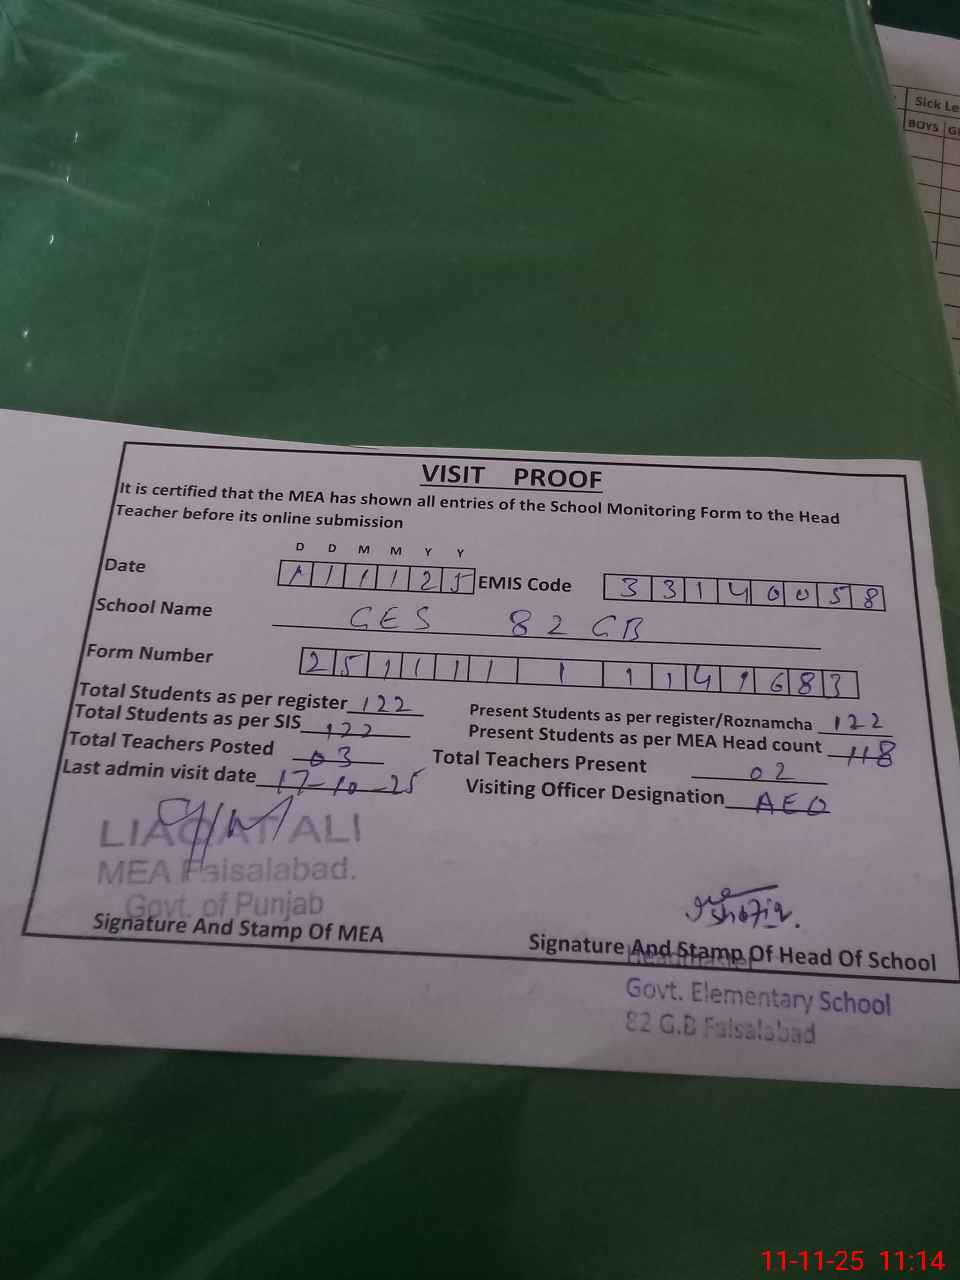 Sick Le
BOYS G
VISIT PROOF
It is certified that the MEA has shown all entries of the School Monitoring Form to the Head
Teacher before its online submission
D D M M Y Y
Date 1 1 1 1 2 5 EMIS Code 3 3 1 4 0 0 5 8
School Name GES 82 GB
Form Number 2 5 1 1 1 1 1 1 1 4 9 6 8 3
Total Students as per register 122 Present Students as per register/Roznamcha 122
Total Students as per SIS 122 Present Students as per MEA Head count 118
Total Teachers Posted 03 Total Teachers Present 02
Last admin visit date 17-10-25 Visiting Officer Designation AEO
LIAQAT ALI
MEA Faisalabad.
Govt. of Punjab
Signature And Stamp Of MEA
Signature And Stamp Of Head Of School
Govt. Elementary School
82 G.B Faisalabad
11-11-25 11:14